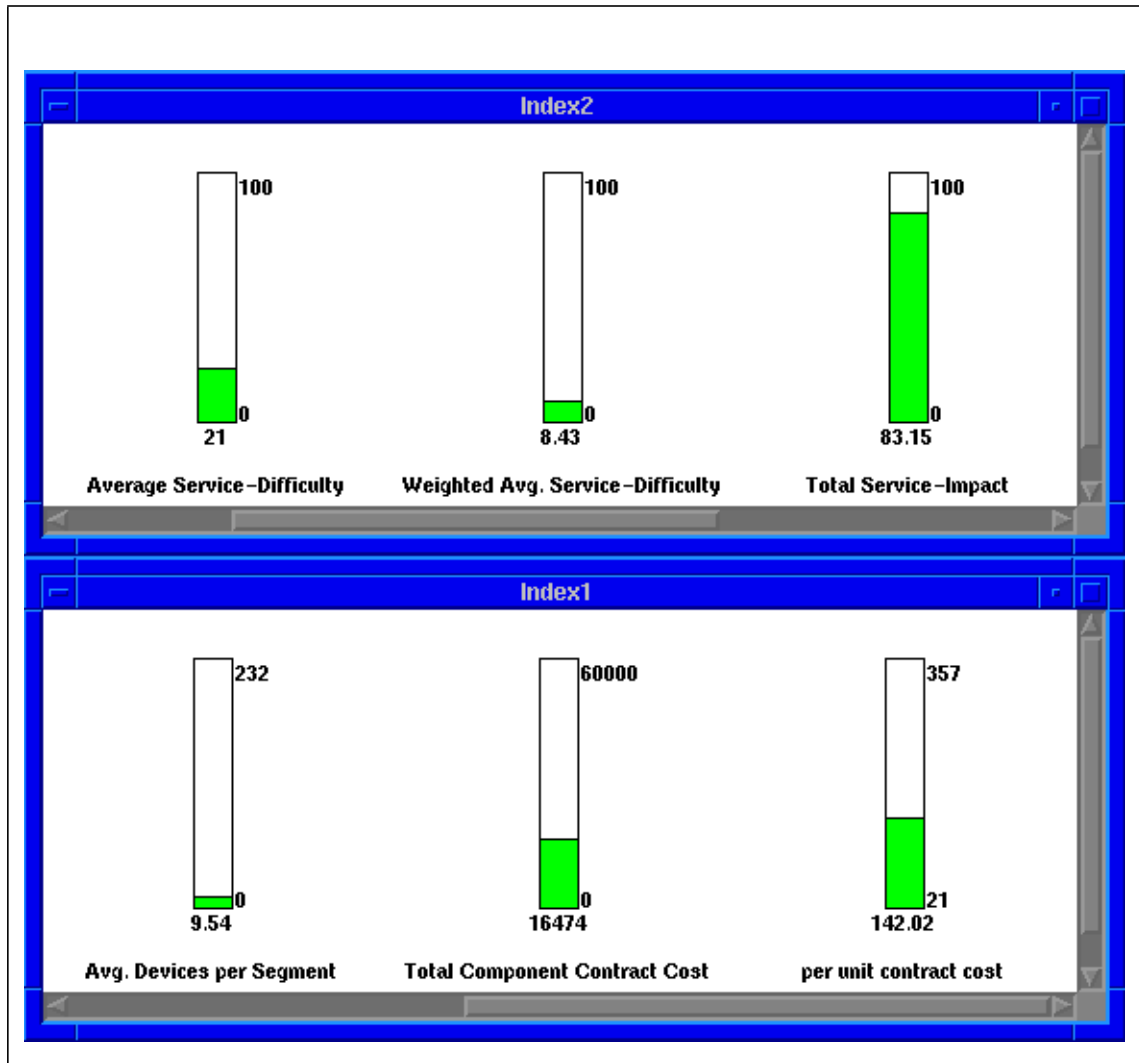 Index2
100 100 100
0 0 0
21 8.43 83.15
Average Service-Difficulty Weighted Avg. Service-Difficulty Total Service-Impact
Index1
232 60000 357
0 0 21
9.54 16474 142.02
Avg. Devices per Segment Total Component Contract Cost per unit contract cost